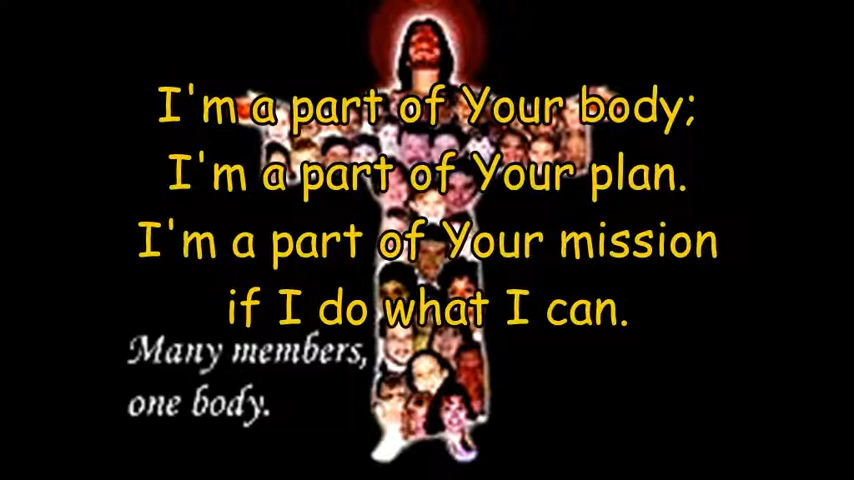 I'm a part of Your body;
I'm a part of Your plan.
I'm a part of Your mission
if I do what I can.
Many members,
one body.